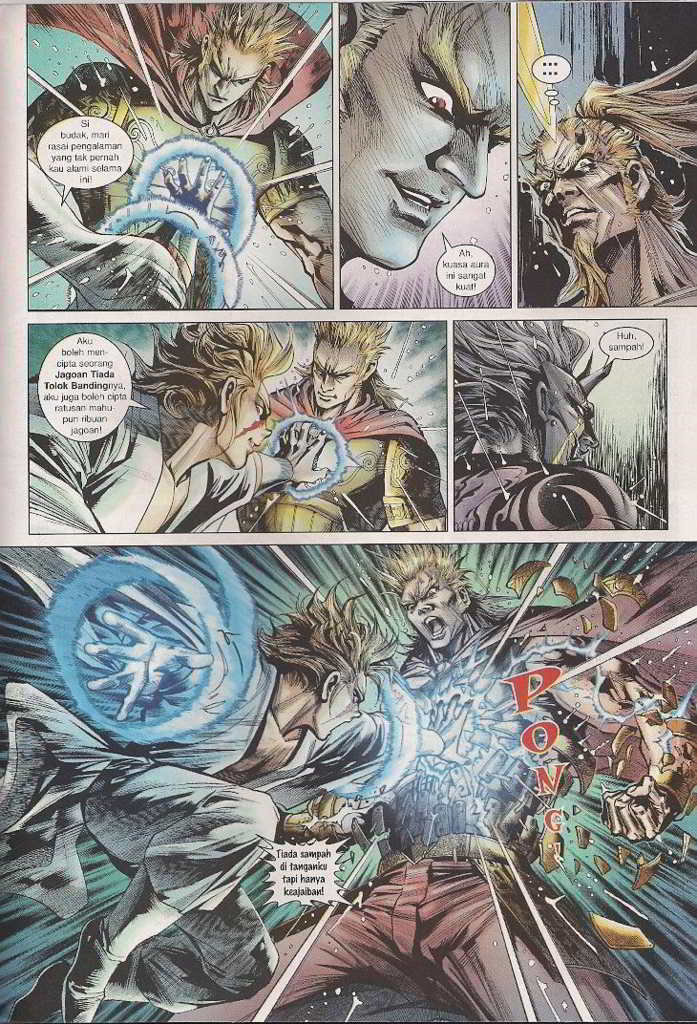 Si
budak, mari
rasai pengalaman
yang tak pernah
kau alami selama
ini!
Ah,
kuasa aura
ini sangat
kuat!
...
...
Aku
boleh men-
cipta seorang
Jagoan Tiada
Tolok Bandingnya,
aku juga boleh cipta
ratusan mahu-
pun ribuan
jagoan!
Huh,
sampah!
PONG!
Tiada sampah
di tanganku
tapi hanya
keajaiban!